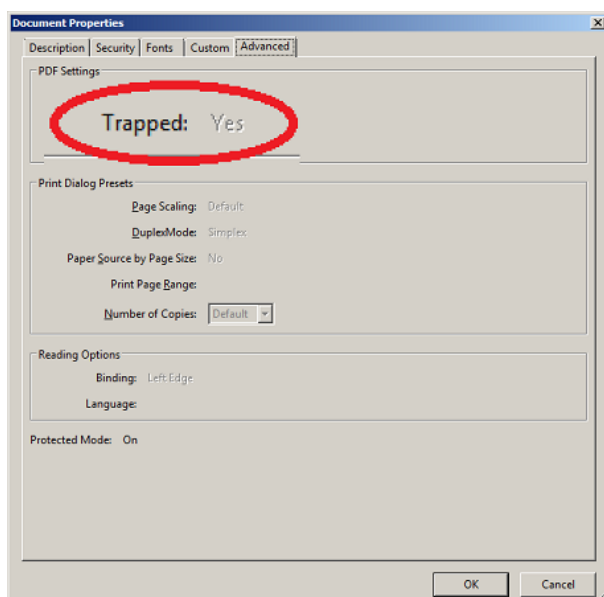 Document Properties
Description Security Fonts Custom Advanced
PDF Settings
Trapped: Yes
Print Dialog Presets
Page Scaling: Default
DuplexMode: Simplex
Paper Source by Page Size: No
Print Page Range:
Number of Copies: Default
Reading Options
Binding: Left Edge
Language:
Protected Mode: On
OK Cancel